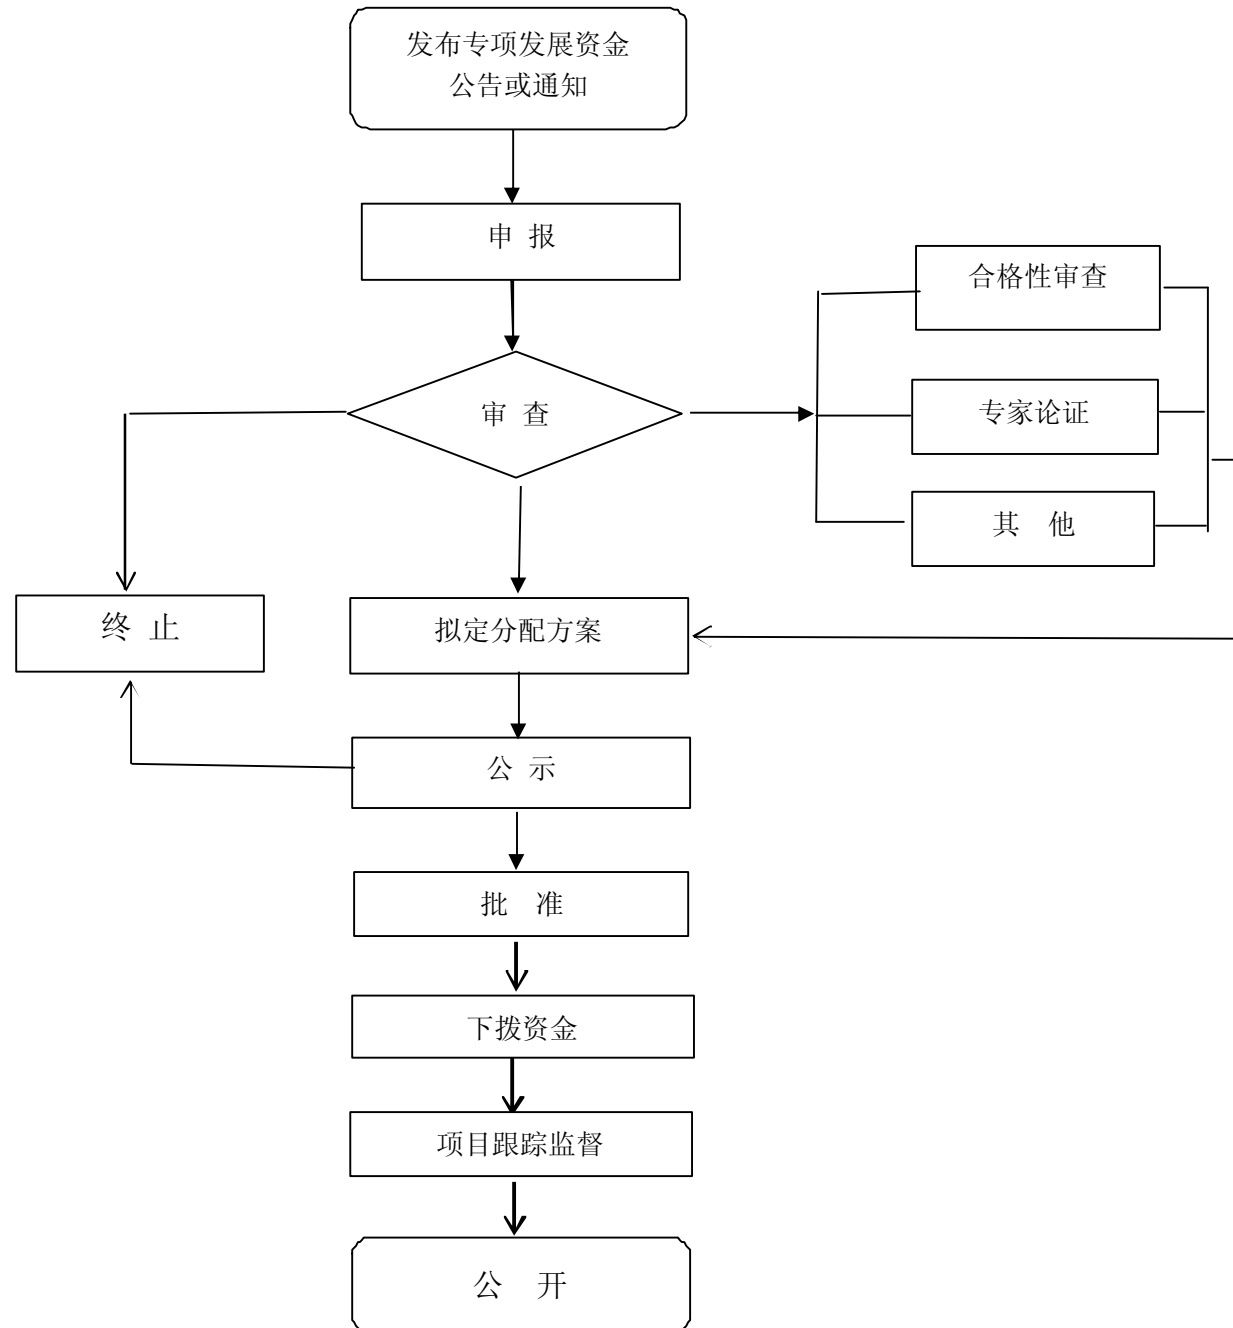 发布专项发展资金
公告或通知
申 报
合格性审查
审 查
专家论证
其 他
终 止
拟定分配方案
公 示
批 准
下拨资金
项目跟踪监督
公 开